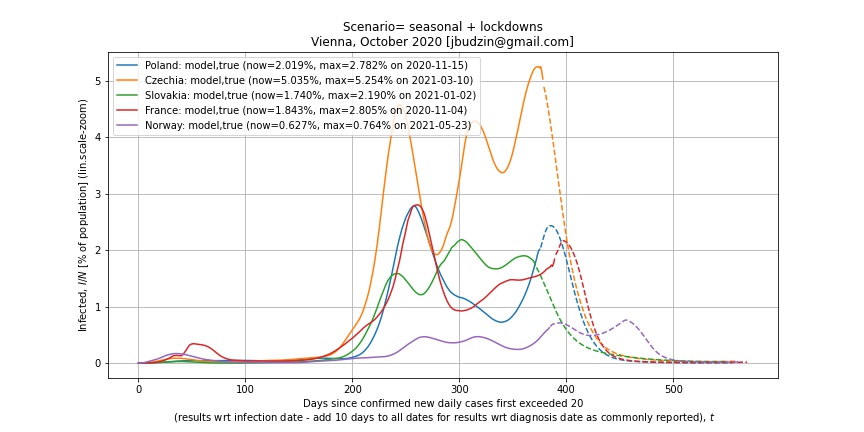 Scenario= seasonal + lockdowns
Vienna, October 2020 [jbudzin@gmail.com]
Poland: model,true (now=2.019%, max=2.782% on 2020-11-15)
Czechia: model,true (now=5.035%, max=5.254% on 2021-03-10)
Slovakia: model,true (now=1.740%, max=2.190% on 2021-01-02)
France: model,true (now=1.843%, max=2.805% on 2020-11-04)
Norway: model,true (now=0.627%, max=0.764% on 2021-05-23)
Infected, I/N [% of population] (lin.scale-zoom)
5
4
3
2
1
0
0 100 200 300 400 500
Days since confirmed new daily cases first exceeded 20
(results wrt infection date - add 10 days to all dates for results wrt diagnosis date as commonly reported), t